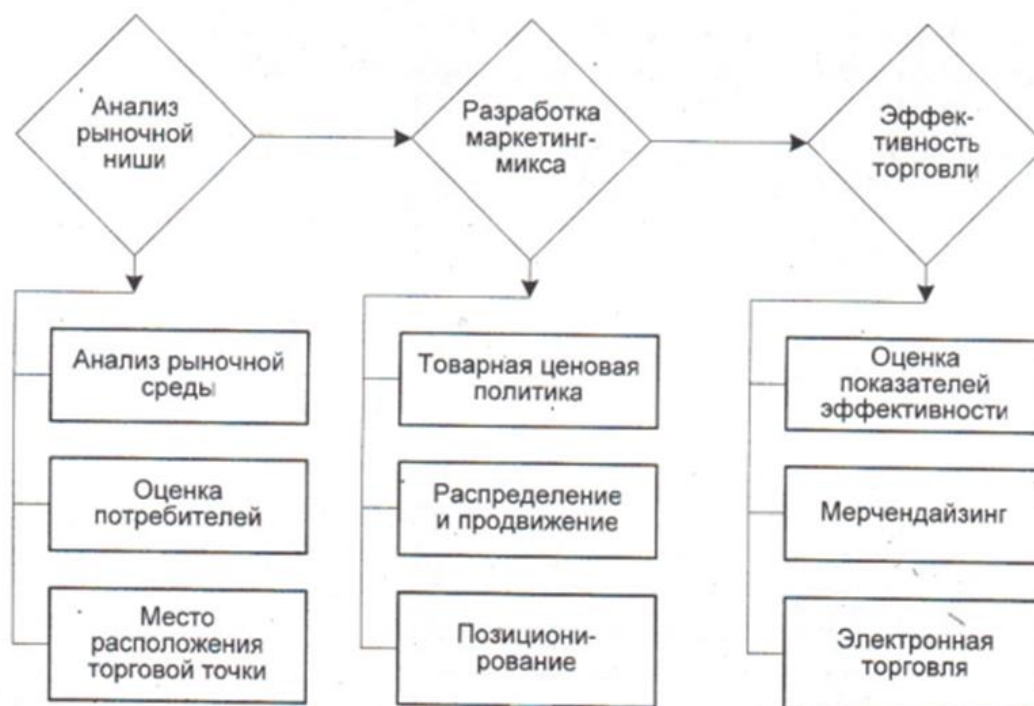 Анализ
рыночной
ниши
Разработка
маркетинг-
микса
Эффек-
тивность
торговли
Анализ рыночной
среды
Оценка
потребителей
Место
расположения
торговой точки
Товарная ценовая
политика
Распределение
и продвижение
Позициони-
рование
Оценка
показателей
эффективности
Мерчендайзинг
Электронная
торговля